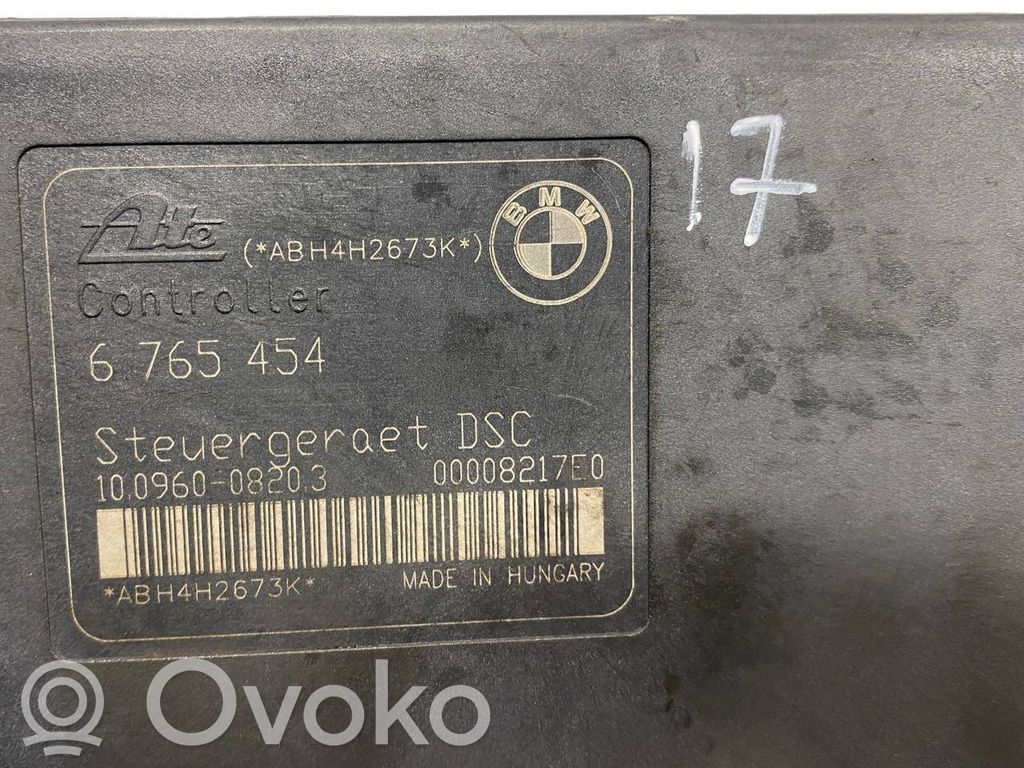 17
Ate (*ABH4H2673K*) BMW
Controller
6 765 454
Steuergeraet DSC
10.0960-0820.3 00008217E0
*ABH4H2673K* MADE IN HUNGARY
Ovoko